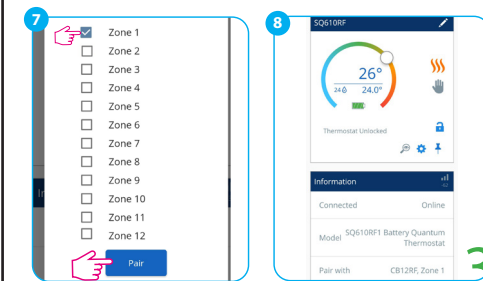 7
Zone 1
Zone 2
Zone 3
Zone 4
Zone 5
Zone 6
Zone 7
Zone 8
Zone 9
Zone 10
Zone 11
Zone 12
Pair
8
SQ610RF
26°
24 24.0°
Thermostat Unlocked
Information
Connected Online
Model SQ610RF1 Battery Quantum
Thermostat
Pair with CB12RF, Zone 1